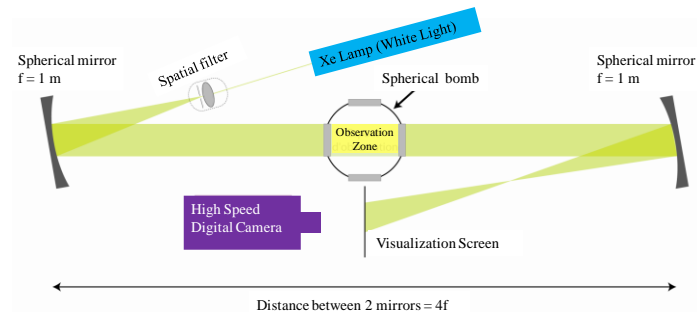 Spherical mirror
f = 1 m
Spatial filter
Xe Lamp (White Light)
Spherical bomb
Spherical mirror
f = 1 m
Observation
Zone
High Speed
Digital Camera
Visualization Screen
Distance between 2 mirrors = 4f